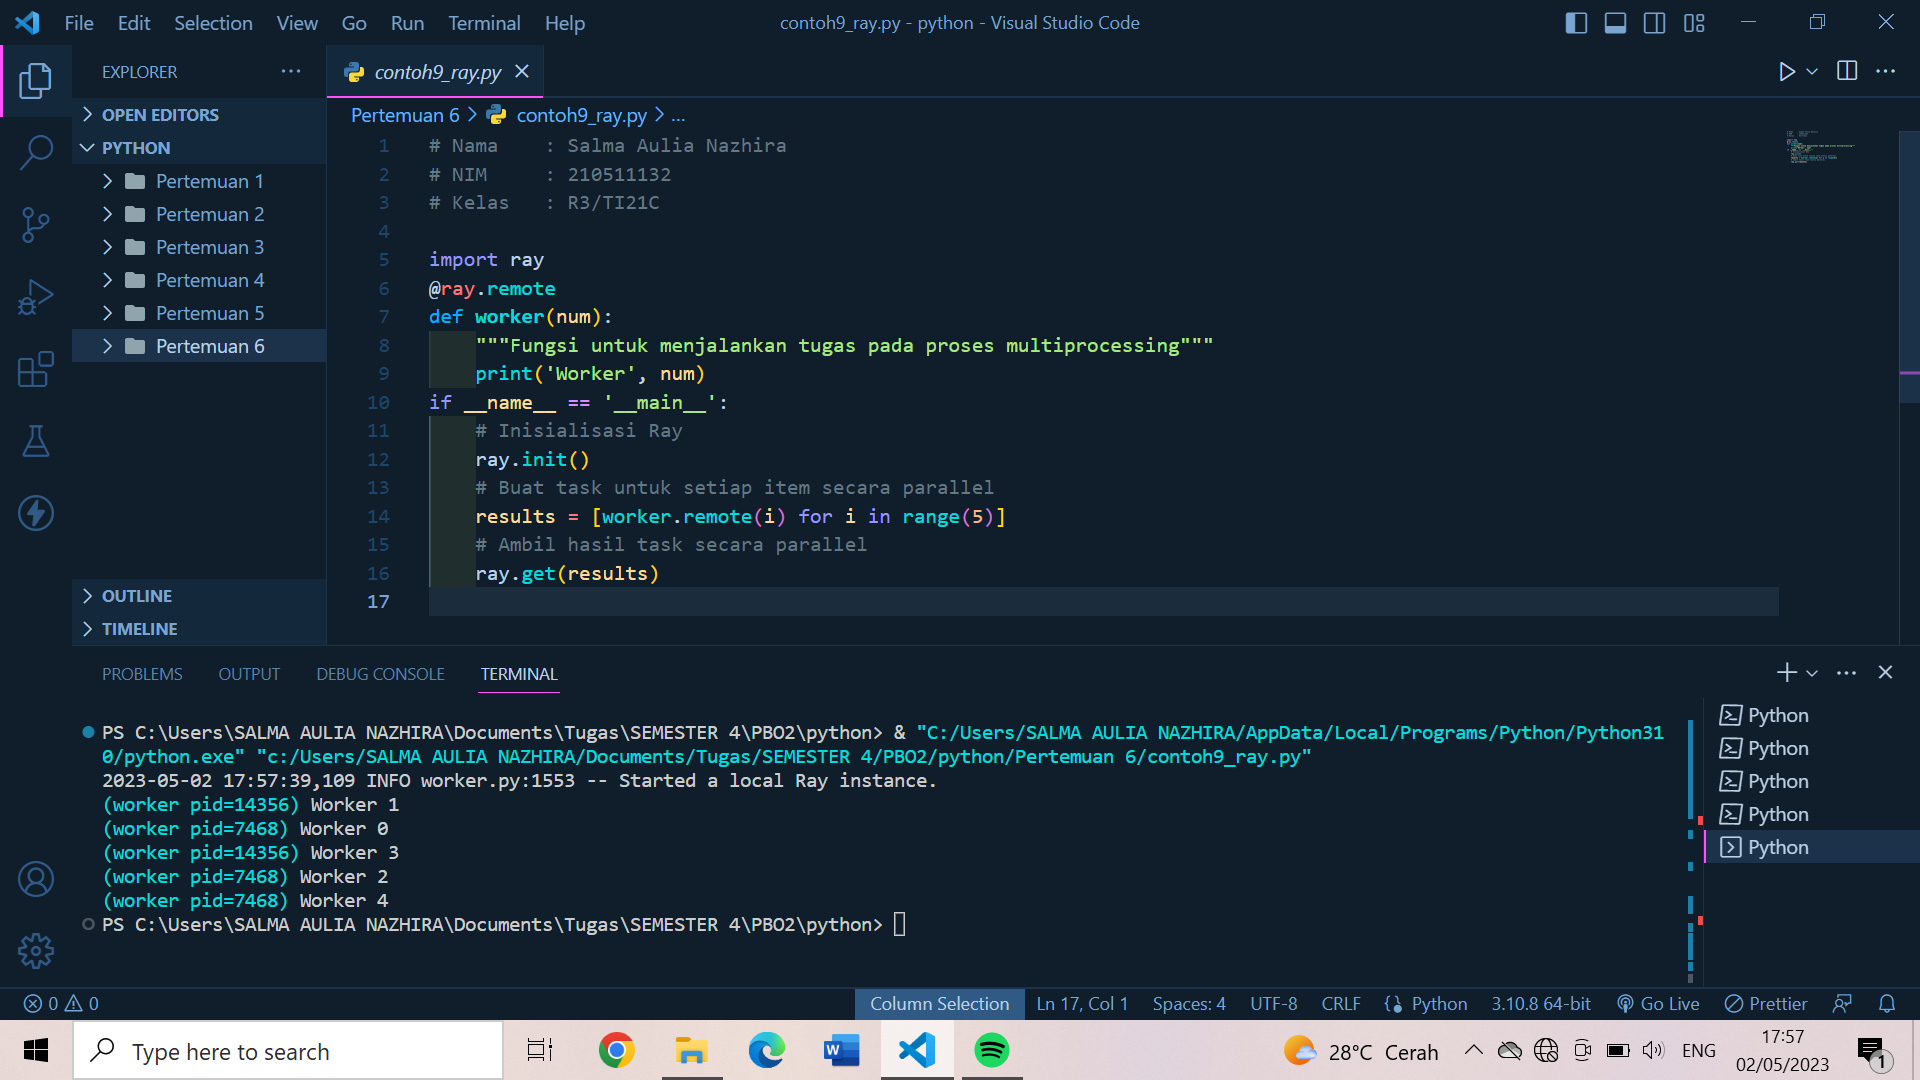 File Edit Selection View Go Run Terminal Help
contoh9_ray.py - python - Visual Studio Code
EXPLORER
contoh9_ray.py
OPEN EDITORS
PYTHON
Pertemuan 1
Pertemuan 2
Pertemuan 3
Pertemuan 4
Pertemuan 5
Pertemuan 6
OUTLINE
TIMELINE
Pertemuan 6 > contoh9_ray.py > ...
1 # Nama    : Salma Aulia Nazhira
2 # NIM     : 210511132
3 # Kelas   : R3/TI21C
4
5 import ray
6 @ray.remote
7 def worker(num):
8     """Fungsi untuk menjalankan tugas pada proses multiprocessing"""
9     print('Worker', num)
10 if __name__ == '__main__':
11     # Inisialisasi Ray
12     ray.init()
13     # Buat task untuk setiap item secara parallel
14     results = [worker.remote(i) for i in range(5)]
15     # Ambil hasil task secara parallel
16     ray.get(results)
17
PROBLEMS OUTPUT DEBUG CONSOLE TERMINAL
PS C:\Users\SALMA AULIA NAZHIRA\Documents\Tugas\SEMESTER 4\PBO2\python> & "C:/Users/SALMA AULIA NAZHIRA/AppData/Local/Programs/Python/Python31
0/python.exe" "c:/Users/SALMA AULIA NAZHIRA/Documents/Tugas/SEMESTER 4/PBO2/python/Pertemuan 6/contoh9_ray.py"
2023-05-02 17:57:39,109 INFO worker.py:1553 -- Started a local Ray instance.
(worker pid=14356) Worker 1
(worker pid=7468) Worker 0
(worker pid=14356) Worker 3
(worker pid=7468) Worker 2
(worker pid=7468) Worker 4
PS C:\Users\SALMA AULIA NAZHIRA\Documents\Tugas\SEMESTER 4\PBO2\python>
Python
Python
Python
Python
Python
0 0 Column Selection Ln 17, Col 1 Spaces: 4 UTF-8 CRLF Python 3.10.8 64-bit Go Live Prettier
Type here to search
28°C Cerah
ENG
17:57
02/05/2023
1